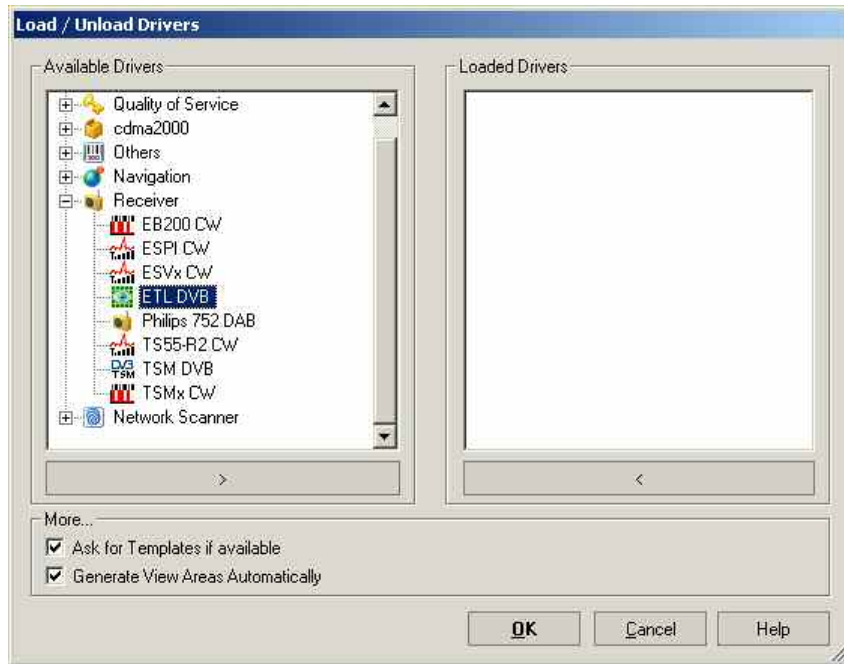 Load / Unload Drivers
Available Drivers
Quality of Service
cdma2000
Others
Navigation
Receiver
EB200 CW
ESPI CW
ESVx CW
ETL DVB
Philips 752 DAB
TS55-R2 CW
TSM DVB
TSMx CW
Network Scanner
>
Loaded Drivers
<
More...
Ask for Templates if available
Generate View Areas Automatically
OK
Cancel
Help